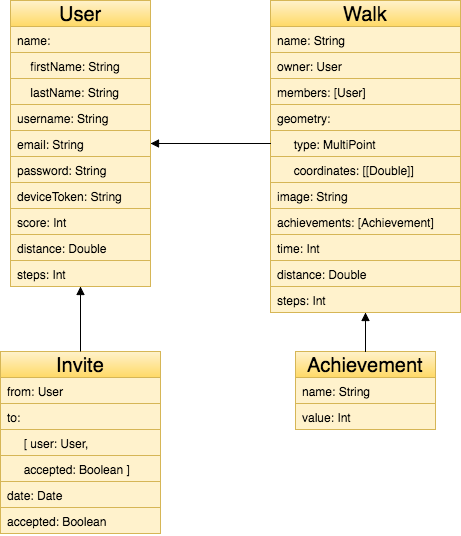 User
name:
firstName: String
lastName: String
username: String
email: String
password: String
deviceToken: String
score: Int
distance: Double
steps: Int
Walk
name: String
owner: User
members: [User]
geometry:
type: MultiPoint
coordinates: [[Double]]
image: String
achievements: [Achievement]
time: Int
distance: Double
steps: Int
Invite
from: User
to:
[ user: User,
accepted: Boolean ]
date: Date
accepted: Boolean
Achievement
name: String
value: Int